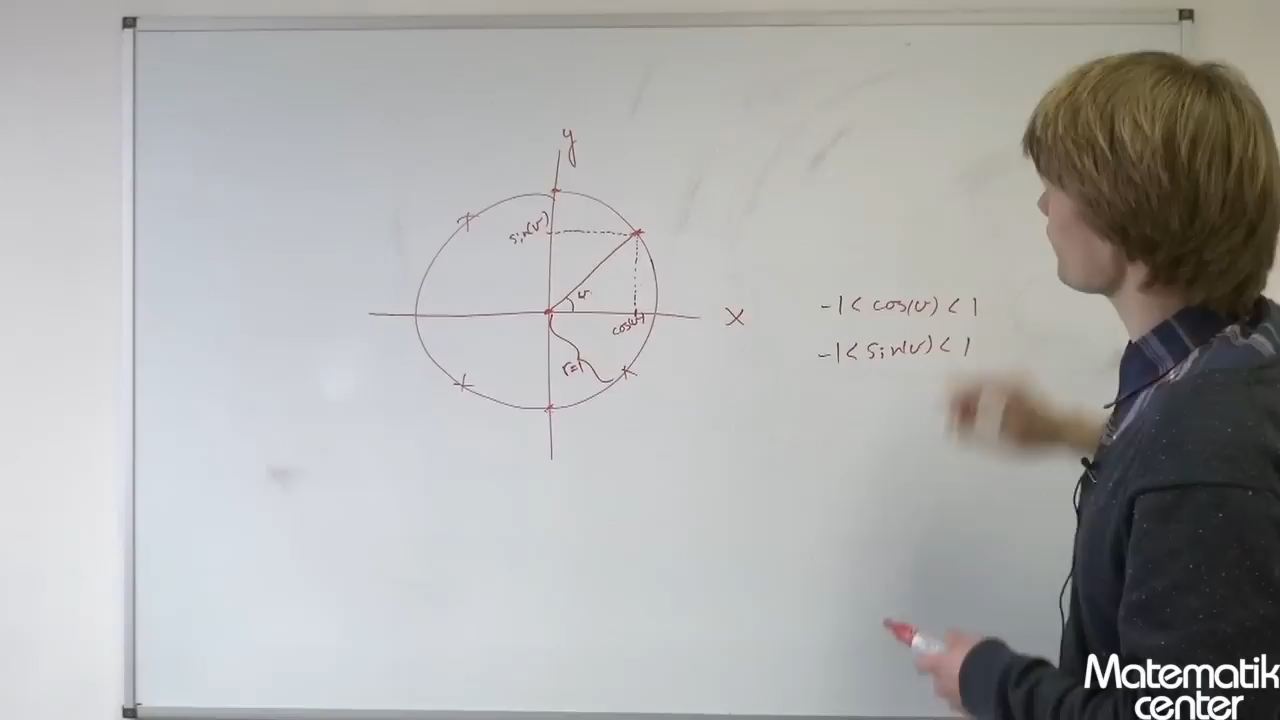 y
sin(v)
v
x
cos(v)
r=1
-1 < cos(v) < 1
-1 < sin(v) < 1
Matematik
center